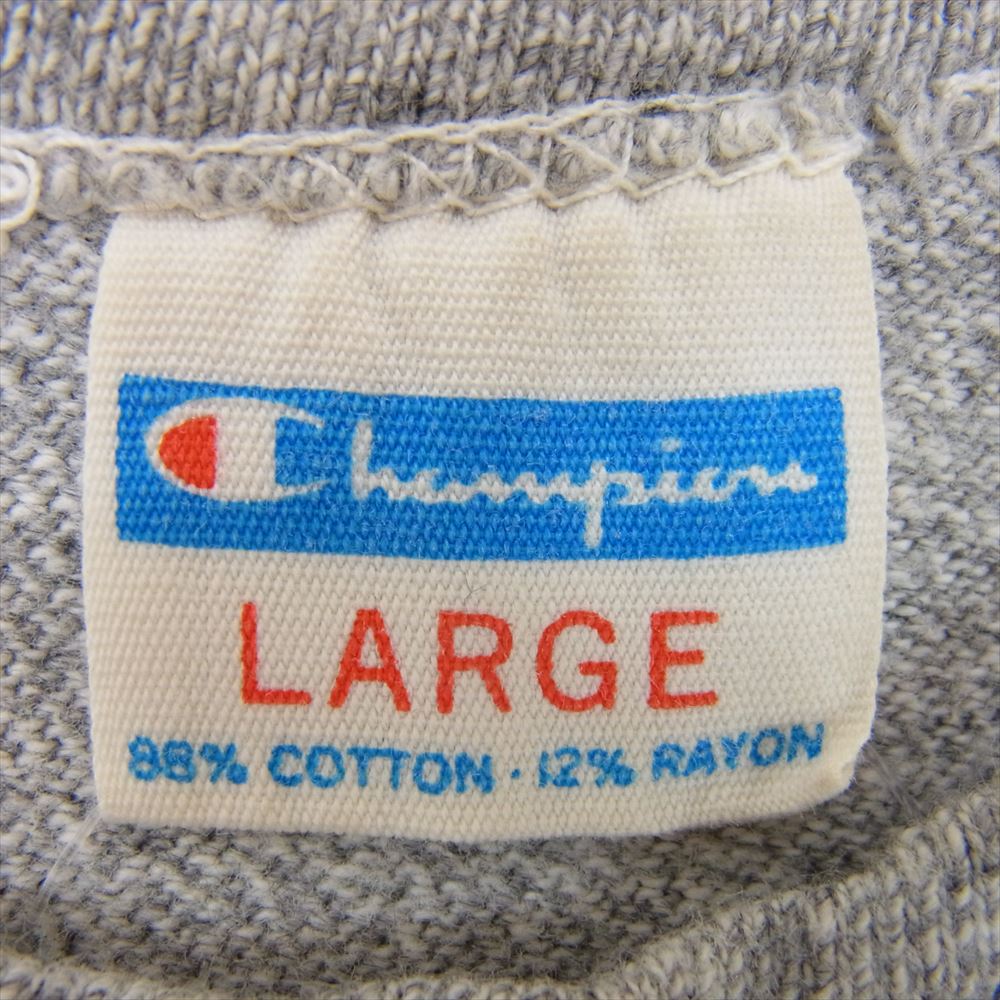 Champion
LARGE
88% COTTON · 12% RAYON